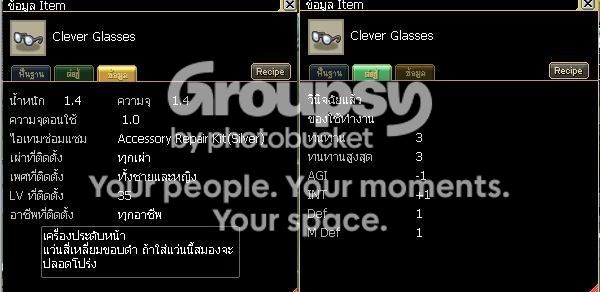 ข้อมูล Item
Clever Glasses
พื้นฐาน ต่อสู้ ข้อมูล
Recipe
น้ำหนัก 1.4 ความจุ 1.4
ความจุตอนใช้ 1.0
ไอเทมซ่อมแซม Accessory Repair Kit(Silver)
เผ่าที่ติดตั้ง ทุกเผ่า
เพศที่ติดตั้ง ทั้งชายและหญิง
LV ที่ติดตั้ง 35
อาชีพที่ติดตั้ง ทุกอาชีพ
เครื่องประดับหน้า
แว่นสี่เหลี่ยมขอบดำ ถ้าใส่แว่นนี้สมองจะ
ปลอดโปร่ง
ข้อมูล Item
Clever Glasses
พื้นฐาน ต่อสู้ ข้อมูล
Recipe
วินิจฉัยแล้ว
ของใช้ทำงาน
ทนทาน 3
ทนทานสูงสุด 3
AGI -1
INT +1
Def 1
M Def 1
Groupsy
by photobucket
Your people. Your moments.
Your space.